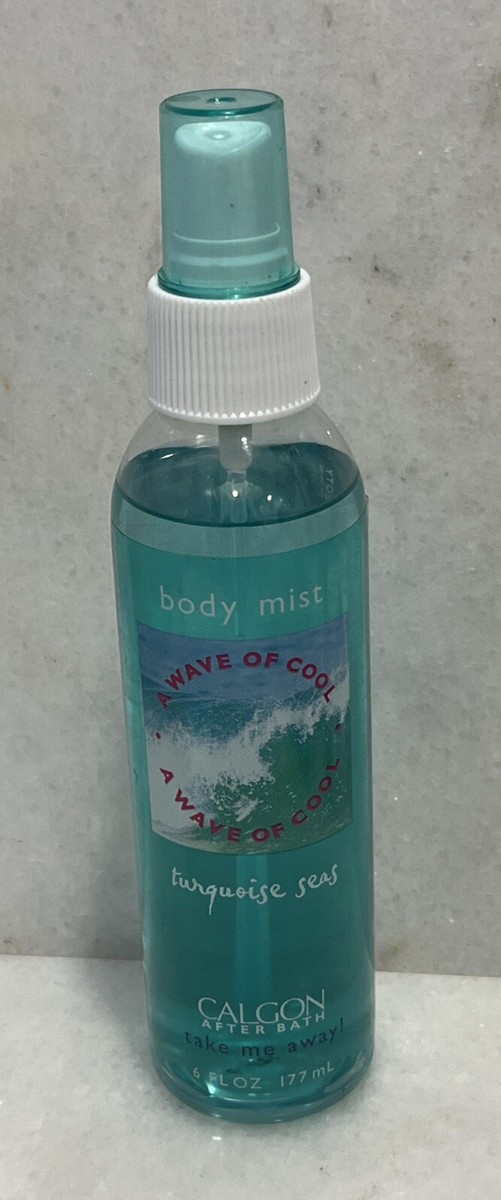 body mist
A WAVE OF COOL
• A WAVE OF COOL •
turquoise seas
CALGON
AFTER BATH
take me away!
6 FL OZ 177 mL